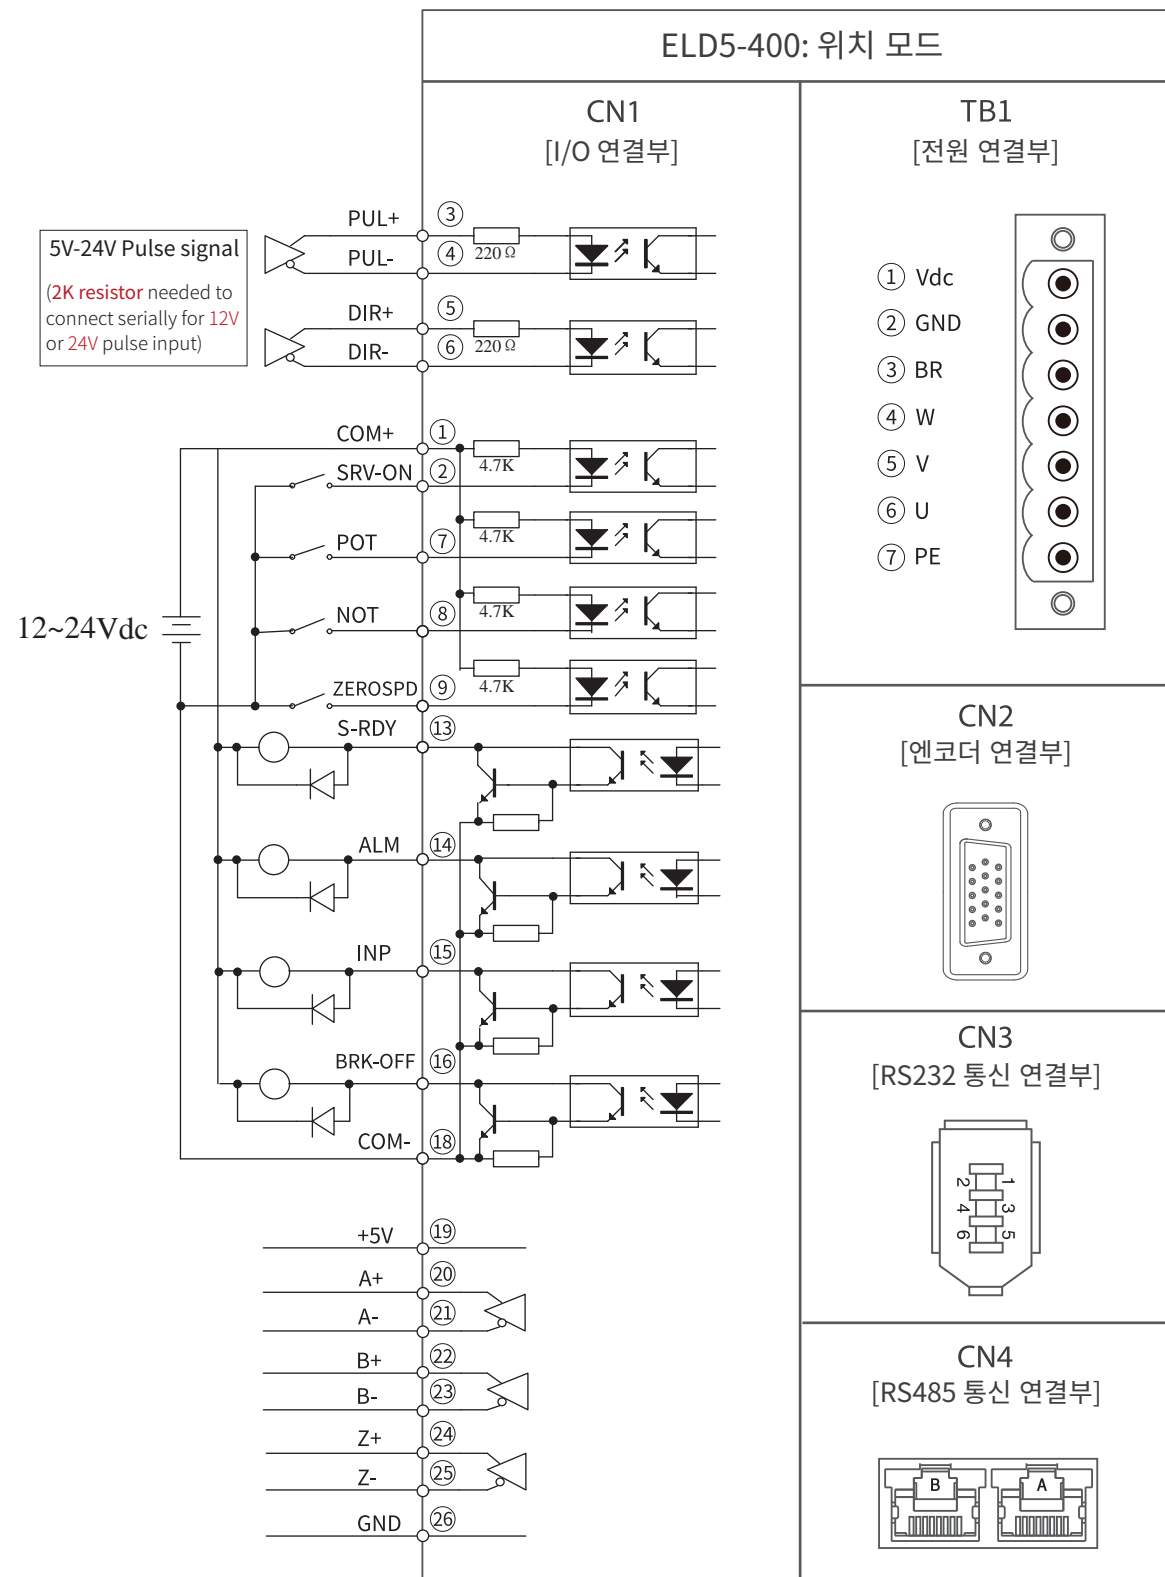 ELD5-400: 위치 모드
CN1
[I/O 연결부]
PUL+ ③
220 Ω
PUL- ④
DIR+ ⑤
220 Ω
DIR- ⑥
5V-24V Pulse signal
(2K resistor needed to
connect serially for 12V
or 24V pulse input)
COM+ ①
4.7K
SRV-ON ②
4.7K
POT ⑦
4.7K
NOT ⑧
4.7K
ZEROSPD ⑨
12~24Vdc
S-RDY ⑬
ALM ⑭
INP ⑮
BRK-OFF ⑯
COM- ⑱
+5V ⑲
A+ ⑳
A- ㉑
B+ ㉒
B- ㉓
Z+ ㉔
Z- ㉕
GND ㉖
TB1
[전원 연결부]
① Vdc
② GND
③ BR
④ W
⑤ V
⑥ U
⑦ PE
CN2
[엔코더 연결부]
CN3
[RS232 통신 연결부]
2 1
4 3
6 5
CN4
[RS485 통신 연결부]
B A